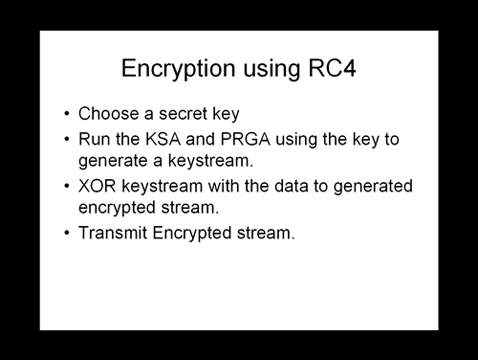 Encryption using RC4
• Choose a secret key
• Run the KSA and PRGA using the key to
generate a keystream.
• XOR keystream with the data to generated
encrypted stream.
• Transmit Encrypted stream.